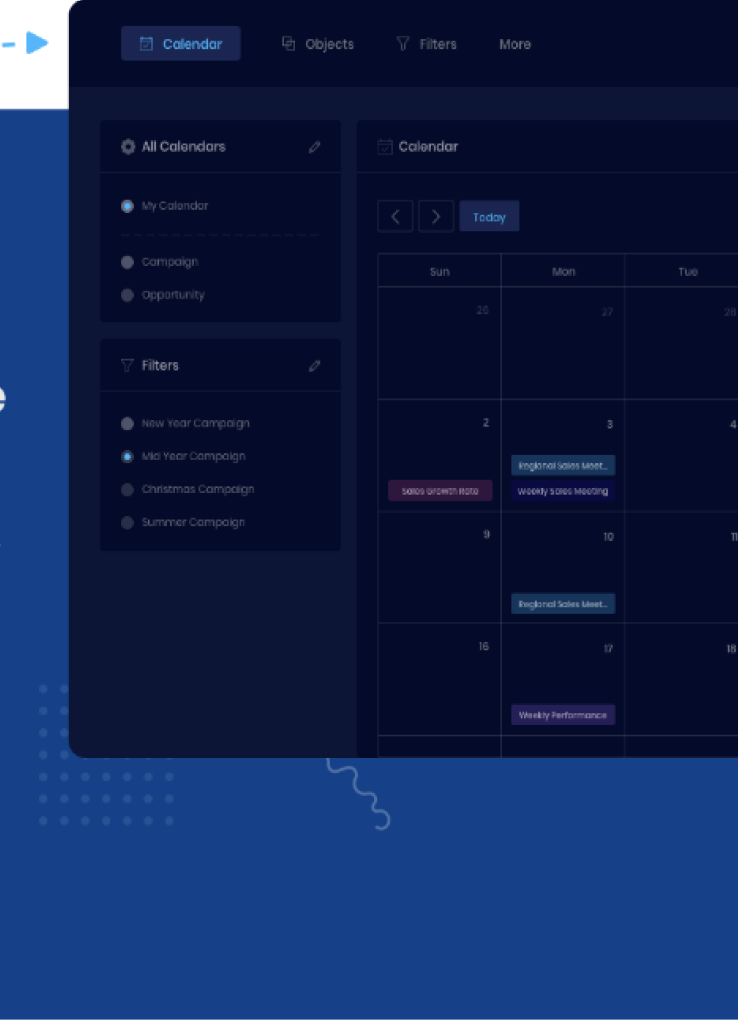 Calendar Objects Filters More
All Calendars
Calendar
My Calendar
Today
Campaign
Sun Mon Tue
Opportunity
26 27 28
Filters
e
New Year Campaign
2 3 4
Mid Year Campaign
Regional Sales Meet...
Christmas Campaign
Sales Growth Rate Weekly Sales Meeting
Summer Campaign
9 10 11
Regional Sales Meet...
16 17 18
Weekly Performance